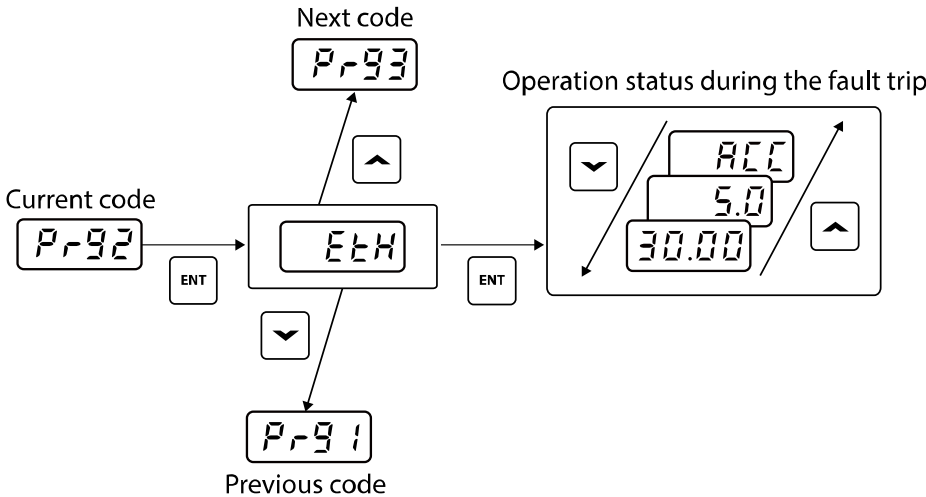 Next code
Pr93
Operation status during the fault trip
ACC
5.0
30.00
Current code
Pr92
EtH
ENT
ENT
Pr91
Previous code